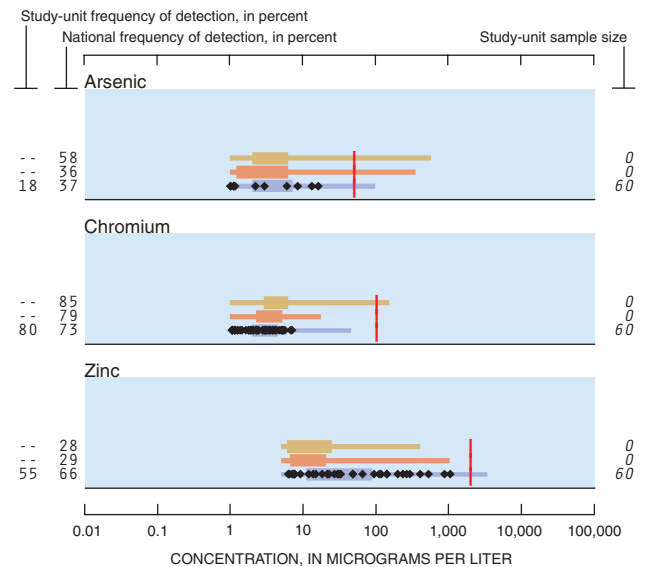 Study-unit frequency of detection, in percent
National frequency of detection, in percent
Study-unit sample size
Arsenic
-- 58 0
-- 36 0
18 37 60
Chromium
-- 85 0
-- 79 0
80 73 60
Zinc
-- 28 0
-- 29 0
55 66 60
0.01 0.1 1 10 100 1,000 10,000 100,000
CONCENTRATION, IN MICROGRAMS PER LITER